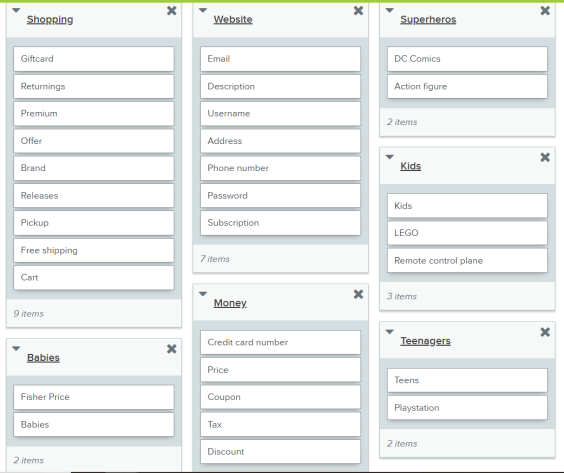 Shopping
Giftcard
Returnings
Premium
Offer
Brand
Releases
Pickup
Free shipping
Cart
9 items
Babies
Fisher Price
Babies
2 items
Website
Email
Description
Username
Address
Phone number
Password
Subscription
7 items
Money
Credit card number
Price
Coupon
Tax
Discount
Superheros
DC Comics
Action figure
2 items
Kids
Kids
LEGO
Remote control plane
3 items
Teenagers
Teens
Playstation
2 items